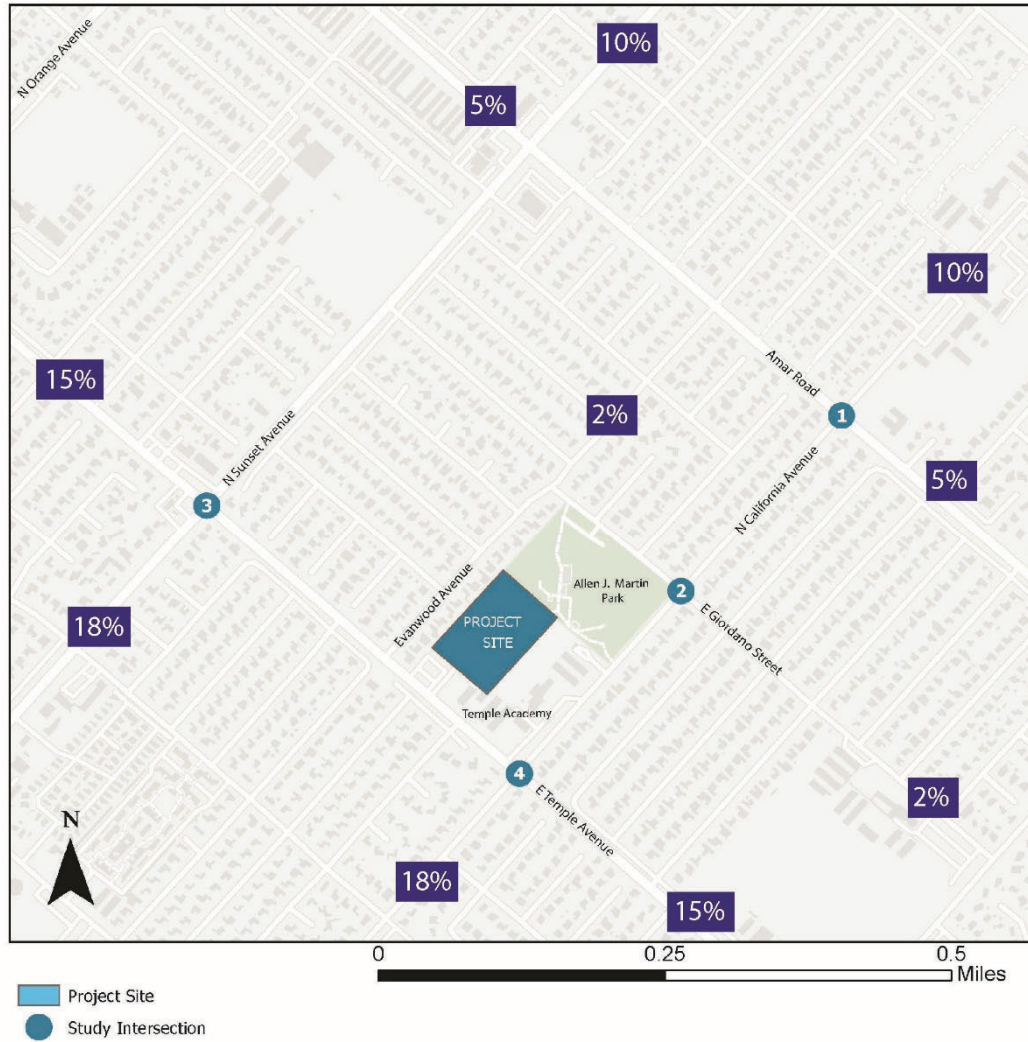 N Orange Avenue
10%
5%
10%
Amar Road
15%
2%
1
N Sunset Avenue
N California Avenue
5%
3
Allen J. Martin
Park
2
Evanwood Avenue
E Giordano Street
18%
PROJECT
SITE
Temple Academy
4
E Temple Avenue
2%
N
18%
15%
0
0.25
0.5
Miles
Project Site
Study Intersection